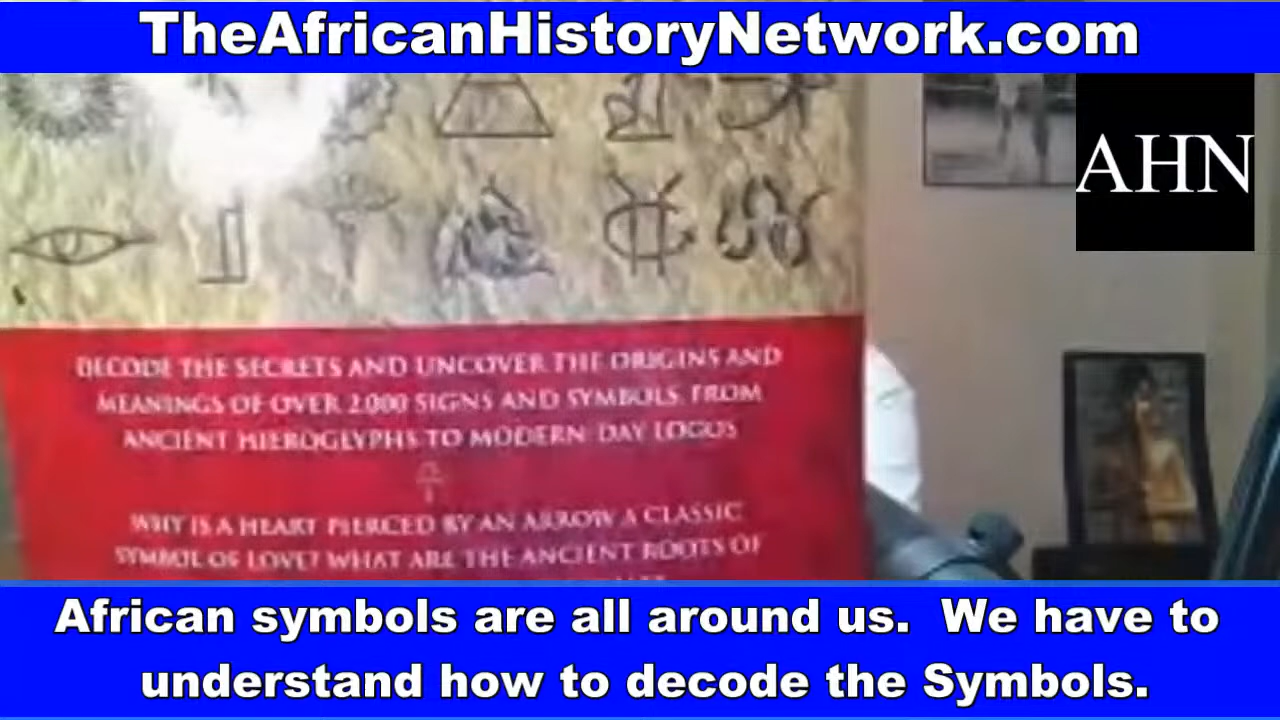 TheAfricanHistoryNetwork.com
AHN
DECODE THE SECRETS AND UNCOVER THE ORIGINS AND
MEANINGS OF OVER 2,000 SIGNS AND SYMBOLS, FROM
ANCIENT HIEROGLYPHS TO MODERN-DAY LOGOS
WHY IS A HEART PIERCED BY AN ARROW A CLASSIC
SYMBOL OF LOVE? WHAT ARE THE ANCIENT ROOTS OF
African symbols are all around us. We have to
understand how to decode the Symbols.